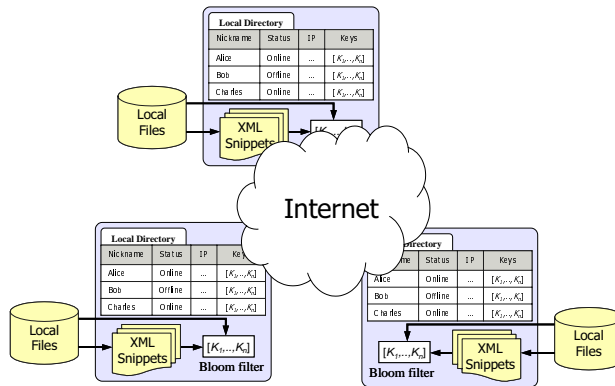 Local Directory
Nickname Status IP Keys
Alice Online ... [K1,..,Kn]
Bob Offline ... [K1,..,Kn]
Charles Online ... [K1,..,Kn]
Local
Files
XML
Snippets
Internet
Local Directory
Nickname Status IP Keys
Alice Online ... [K1,..,Kn]
Bob Offline ... [K1,..,Kn]
Charles Online ... [K1,..,Kn]
Local
Files
XML
Snippets
[K1,..,Kn]
Bloom filter
Directory
Status IP Keys
Alice Online ... [K1,..,Kn]
Bob Offline ... [K1,..,Kn]
Charles Online ... [K1,..,Kn]
[K1,..,Kn]
Bloom filter
XML
Snippets
Local
Files